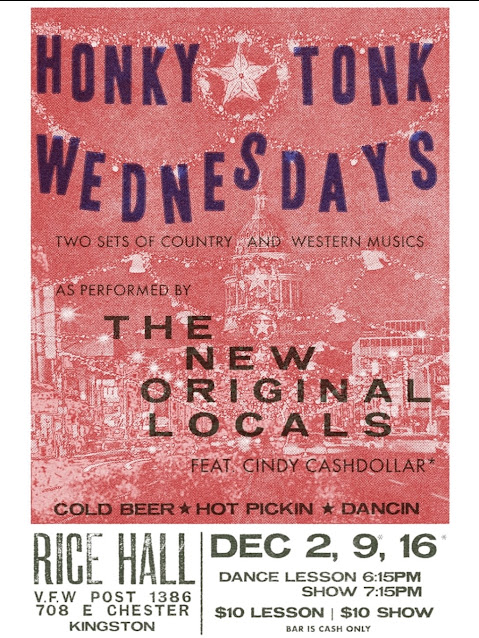 HONKY TONK
WEDNESDAYS
TWO SETS OF COUNTRY AND WESTERN MUSICS
AS PERFORMED BY
THE
NEW
ORIGINAL
LOCALS
FEAT. CINDY CASHDOLLAR*
COLD BEER ★ HOT PICKIN ★ DANCIN
RICE HALL
V.F.W POST 1386
708 E CHESTER
KINGSTON
DEC 2, 9*, 16*
DANCE LESSON 6:15PM
SHOW 7:15PM
$10 LESSON | $10 SHOW
BAR IS CASH ONLY